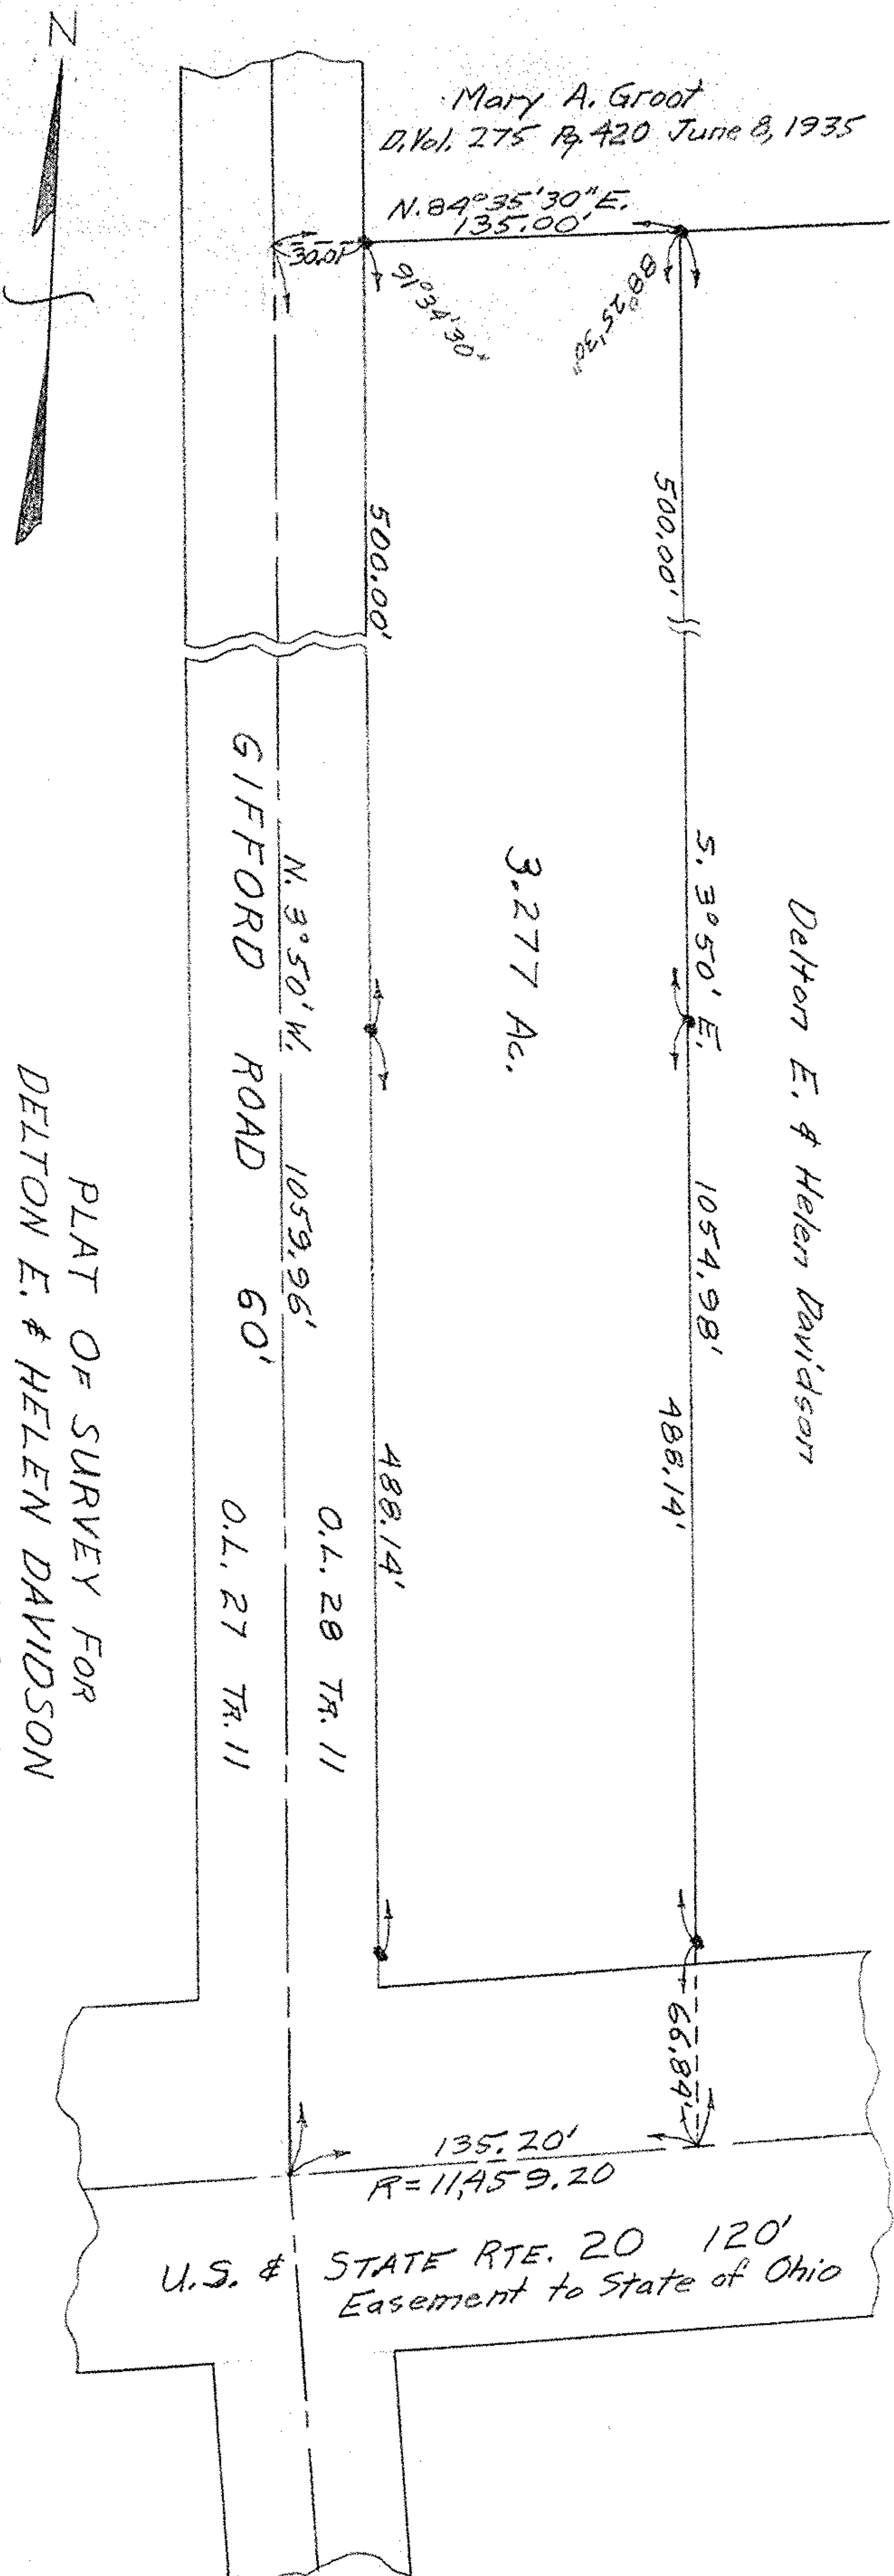 N
Mary A. Groot
D.Vol. 275 Pg. 420 June 8, 1935
N. 84°35'30" E.
135.00'
30.01
91°34'30"
88°25'30"
500.00'
500.00'
S. 3°50' E. 1054.98'
Delton E. & Helen Davidson
3.277 Ac.
N. 3°50' W. 1059.96'
GIFFORD ROAD 60'
488.14'
488.14'
O.L. 28 TR. 11
O.L. 27 TR. 11
66.84'
135.20'
R=11,459.20
U.S. & STATE RTE. 20 120'
Easement to State of Ohio
PLAT OF SURVEY FOR
DELTON E. & HELEN DAVIDSON